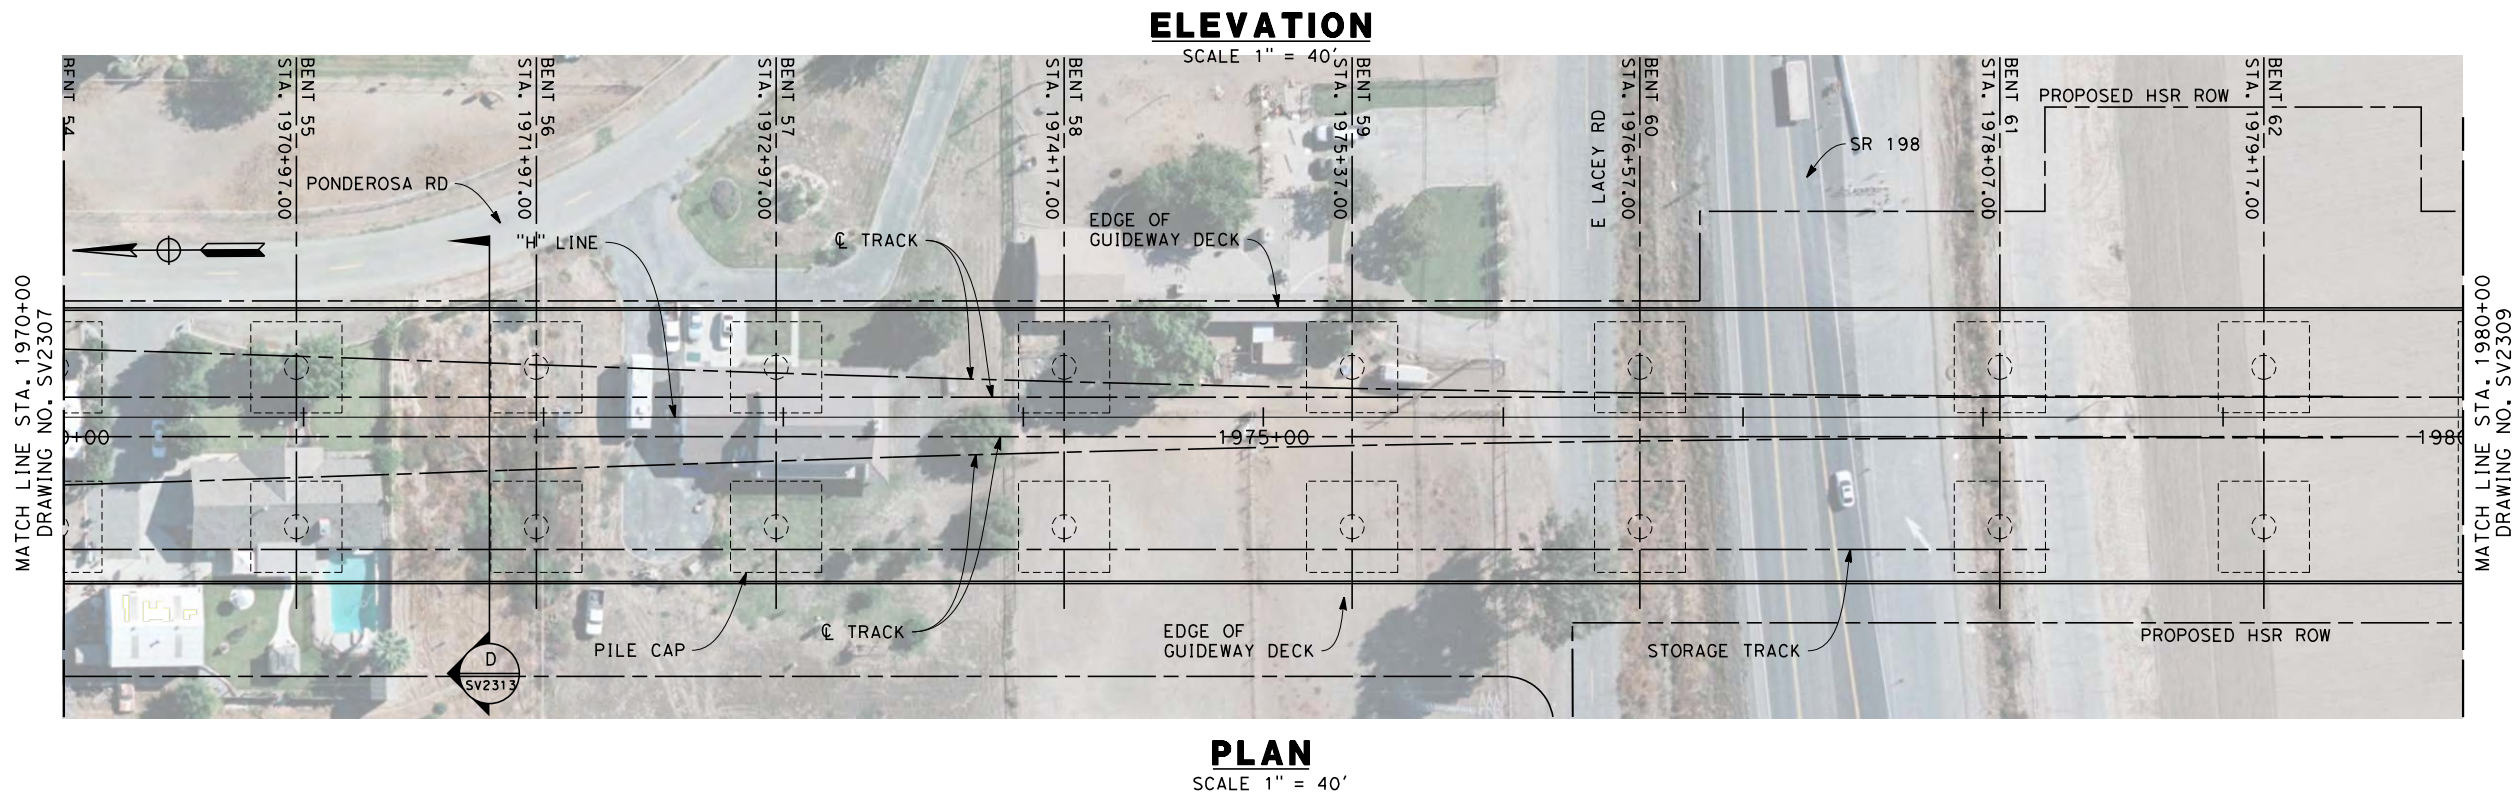 ELEVATION
SCALE 1" = 40'
BENT 54
BENT 55
STA. 1970+97.00
BENT 56
STA. 1971+97.00
BENT 57
STA. 1972+97.00
BENT 58
STA. 1974+17.00
BENT 59
STA. 1975+37.00
BENT 60
STA. 1976+57.00
BENT 61
STA. 1978+07.00
BENT 62
STA. 1979+17.00
PROPOSED HSR ROW
E LACEY RD
SR 198
PONDEROSA RD
"H" LINE
℄ TRACK
EDGE OF
GUIDEWAY DECK
MATCH LINE STA. 1970+00
DRAWING NO. SV2307
MATCH LINE STA. 1980+00
DRAWING NO. SV2309
0+00
1975+00
1980
PILE CAP
℄ TRACK
EDGE OF
GUIDEWAY DECK
STORAGE TRACK
PROPOSED HSR ROW
D
SV2313
PLAN
SCALE 1" = 40'